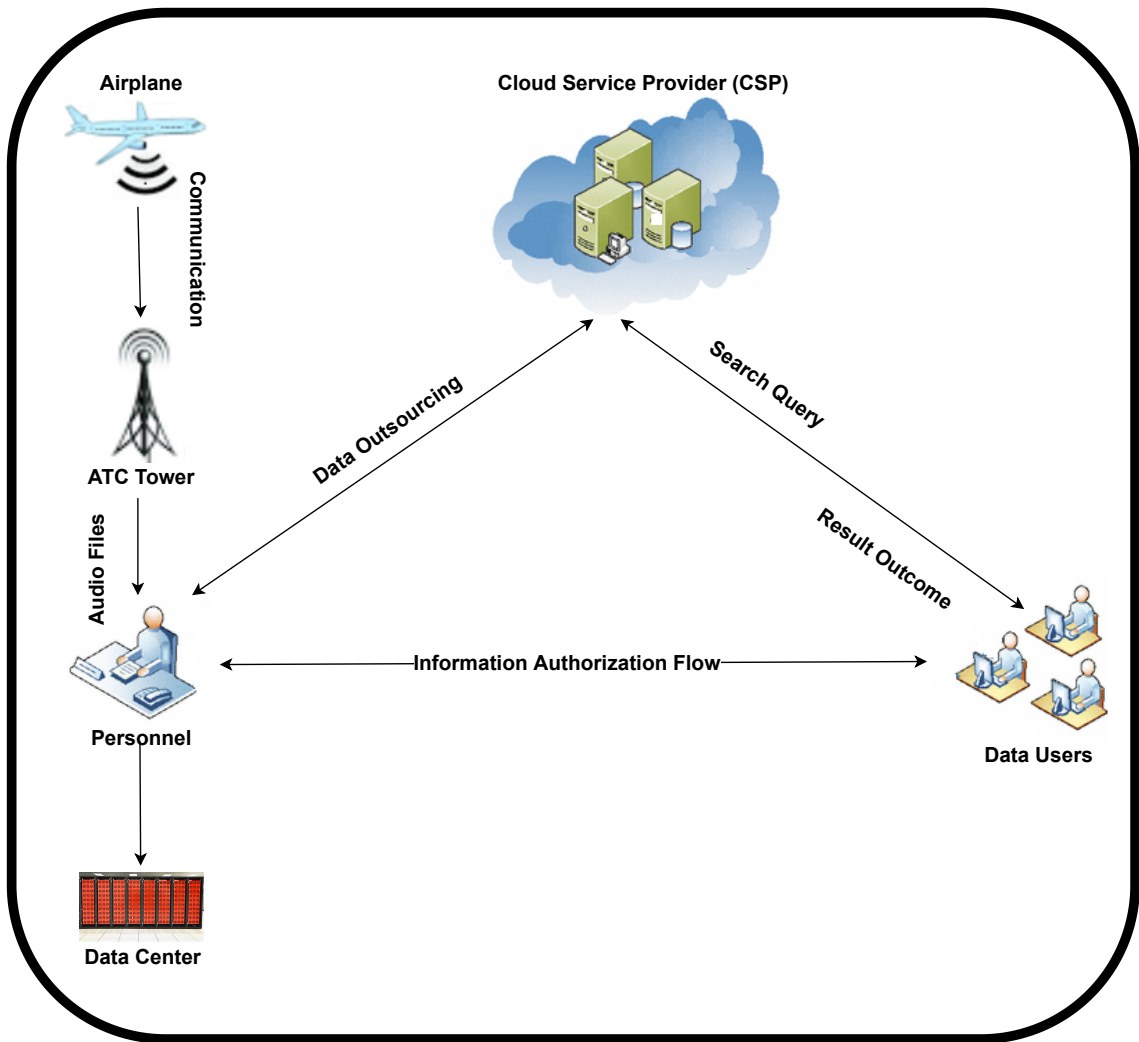 Airplane
Cloud Service Provider (CSP)
Communication
ATC Tower
Audio Files
Data Outsourcing
Search Query
Result Outcome
Information Authorization Flow
Personnel
Data Users
Data Center